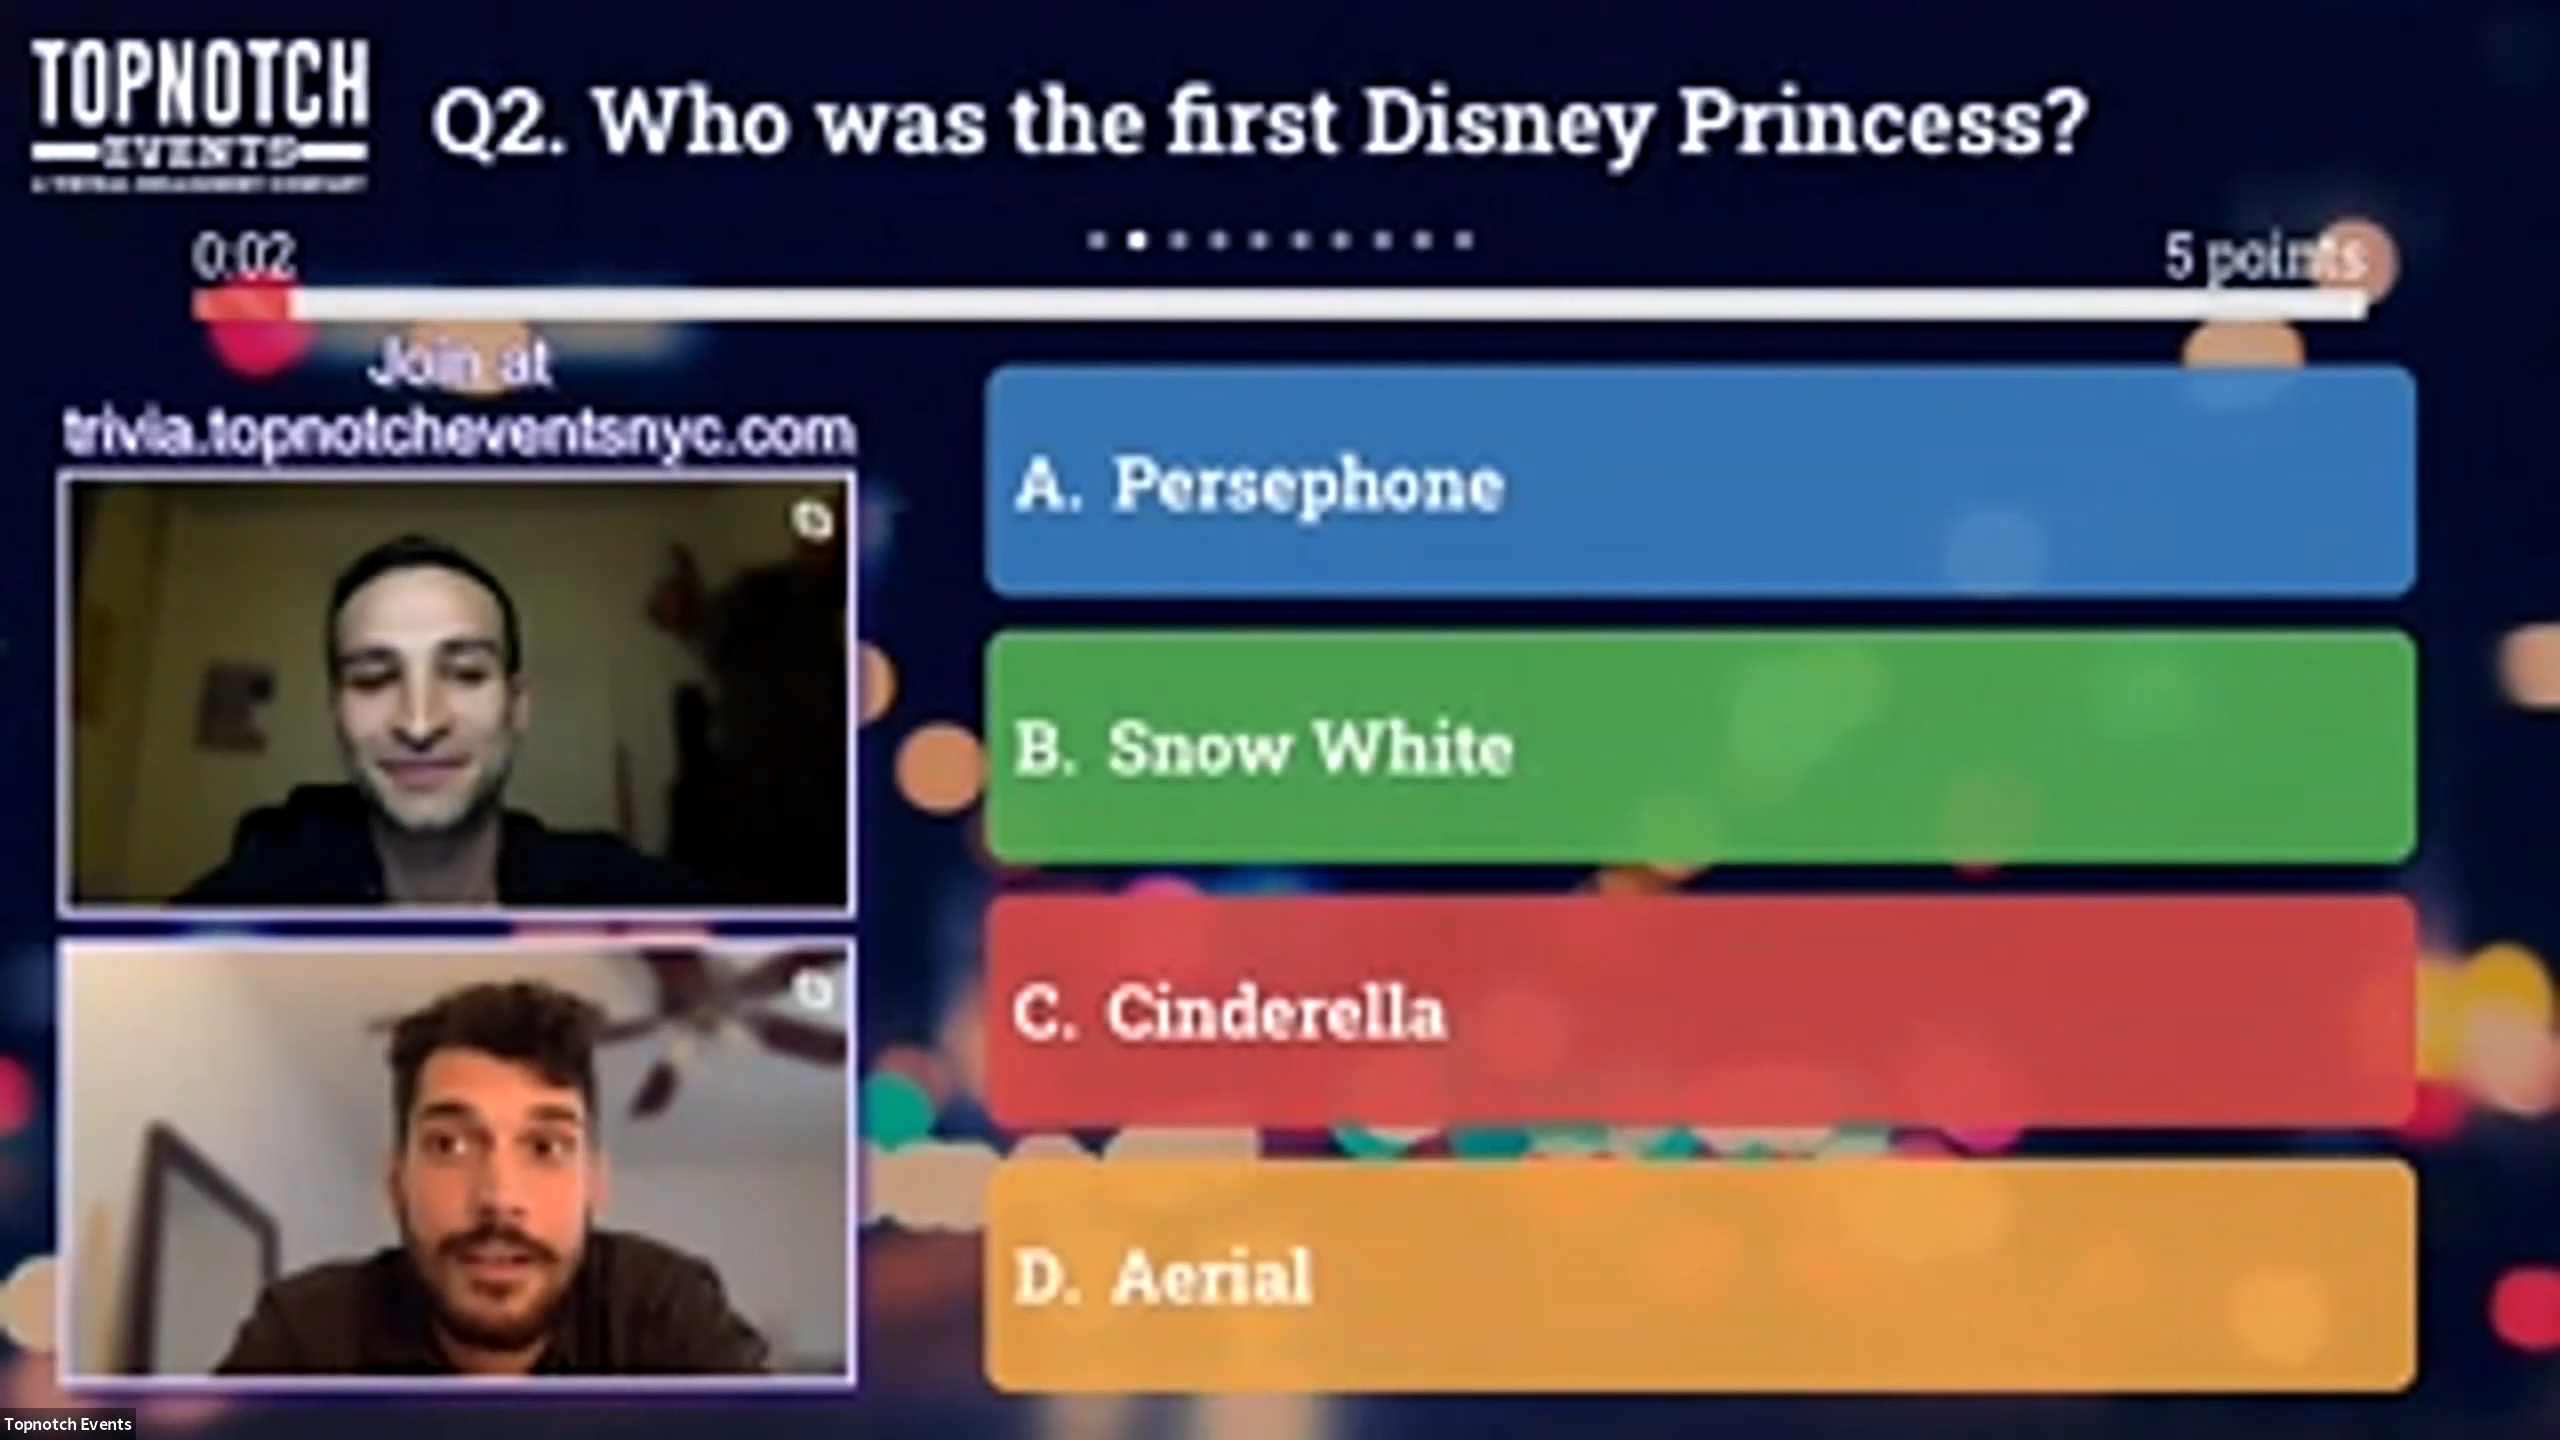 TOPNOTCH
EVENTS
Q2. Who was the first Disney Princess?
0:02
5 points
Join at
trivia.topnotcheventsnyc.com
A. Persephone
B. Snow White
C. Cinderella
D. Aerial
Topnotch Events